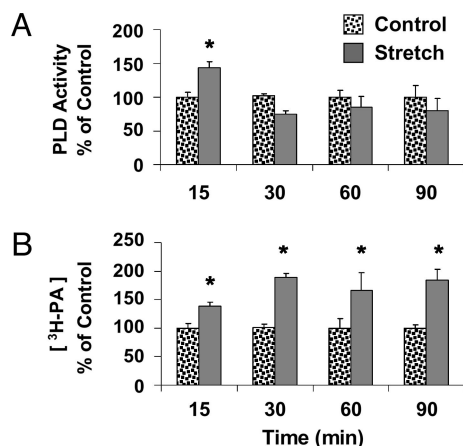 A
PLD Activity
% of Control
200
150
100
50
0
*
Control
Stretch
15 30 60 90
B
[ ³H-PA ]
% of Control
250
200
150
100
50
0
* * * *
15 30 60 90
Time (min)